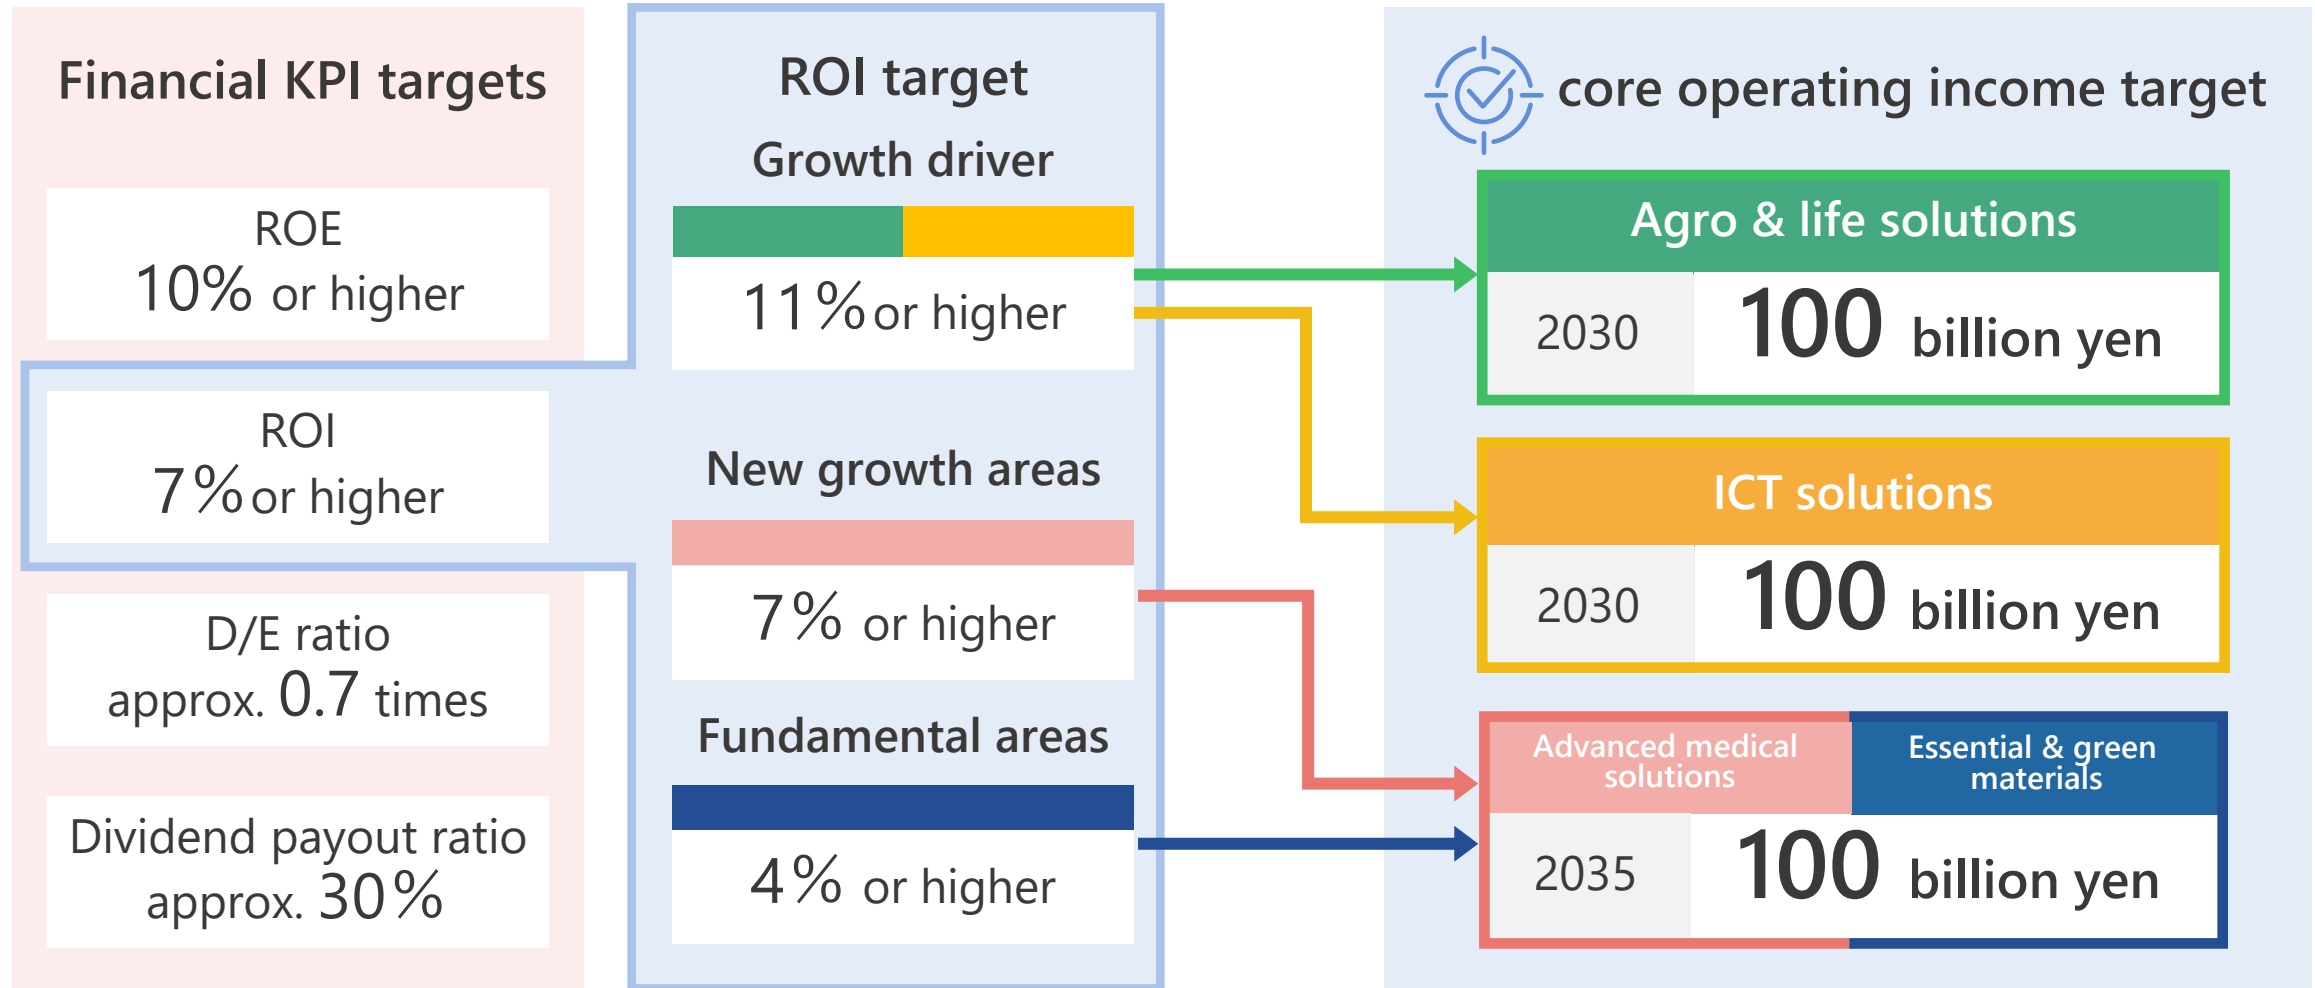 Financial KPI targets
ROE
10% or higher
ROI
7% or higher
D/E ratio
approx. 0.7 times
Dividend payout ratio
approx. 30%
ROI target
Growth driver
11% or higher
New growth areas
7% or higher
Fundamental areas
4% or higher
core operating income target
Agro & life solutions
2030 100 billion yen
ICT solutions
2030 100 billion yen
Advanced medical
solutions
Essential & green
materials
2035 100 billion yen